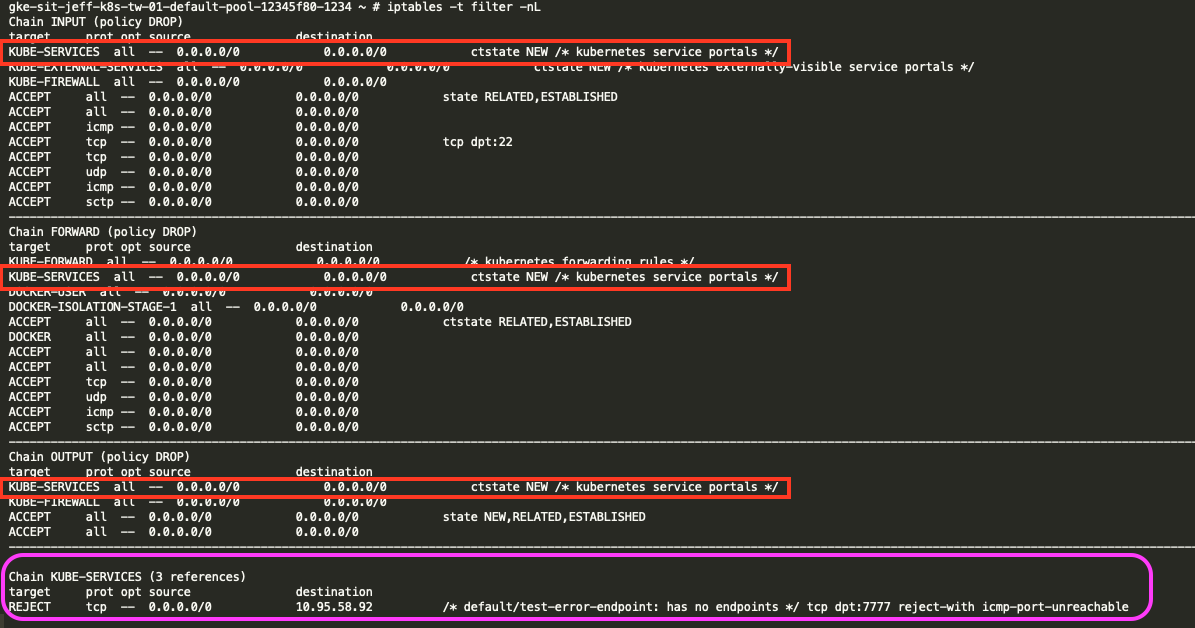 gke-sit-jeff-k8s-tw-01-default-pool-12345f80-1234 ~ # iptables -t filter -nL
Chain INPUT (policy DROP)
target     prot opt source               destination
KUBE-SERVICES  all  --  0.0.0.0/0            0.0.0.0/0            ctstate NEW /* kubernetes service portals */
KUBE-EXTERNAL-SERVICES  all  --  0.0.0.0/0            0.0.0.0/0            ctstate NEW /* kubernetes externally-visible service portals */
KUBE-FIREWALL  all  --  0.0.0.0/0            0.0.0.0/0
ACCEPT     all  --  0.0.0.0/0            0.0.0.0/0            state RELATED,ESTABLISHED
ACCEPT     all  --  0.0.0.0/0            0.0.0.0/0
ACCEPT     icmp --  0.0.0.0/0            0.0.0.0/0
ACCEPT     tcp  --  0.0.0.0/0            0.0.0.0/0            tcp dpt:22
ACCEPT     tcp  --  0.0.0.0/0            0.0.0.0/0
ACCEPT     udp  --  0.0.0.0/0            0.0.0.0/0
ACCEPT     icmp --  0.0.0.0/0            0.0.0.0/0
ACCEPT     sctp --  0.0.0.0/0            0.0.0.0/0
Chain FORWARD (policy DROP)
target     prot opt source               destination
KUBE-FORWARD  all  --  0.0.0.0/0            0.0.0.0/0            /* kubernetes forwarding rules */
KUBE-SERVICES  all  --  0.0.0.0/0            0.0.0.0/0            ctstate NEW /* kubernetes service portals */
DOCKER-USER  all  --  0.0.0.0/0            0.0.0.0/0
DOCKER-ISOLATION-STAGE-1  all  --  0.0.0.0/0            0.0.0.0/0
ACCEPT     all  --  0.0.0.0/0            0.0.0.0/0            ctstate RELATED,ESTABLISHED
DOCKER     all  --  0.0.0.0/0            0.0.0.0/0
ACCEPT     all  --  0.0.0.0/0            0.0.0.0/0
ACCEPT     all  --  0.0.0.0/0            0.0.0.0/0
ACCEPT     tcp  --  0.0.0.0/0            0.0.0.0/0
ACCEPT     udp  --  0.0.0.0/0            0.0.0.0/0
ACCEPT     icmp --  0.0.0.0/0            0.0.0.0/0
ACCEPT     sctp --  0.0.0.0/0            0.0.0.0/0
Chain OUTPUT (policy DROP)
target     prot opt source               destination
KUBE-SERVICES  all  --  0.0.0.0/0            0.0.0.0/0            ctstate NEW /* kubernetes service portals */
KUBE-FIREWALL  all  --  0.0.0.0/0            0.0.0.0/0
ACCEPT     all  --  0.0.0.0/0            0.0.0.0/0            state NEW,RELATED,ESTABLISHED
ACCEPT     all  --  0.0.0.0/0            0.0.0.0/0
Chain KUBE-SERVICES (3 references)
target     prot opt source               destination
REJECT     tcp  --  0.0.0.0/0            10.95.58.92          /* default/test-error-endpoint: has no endpoints */ tcp dpt:7777 reject-with icmp-port-unreachable